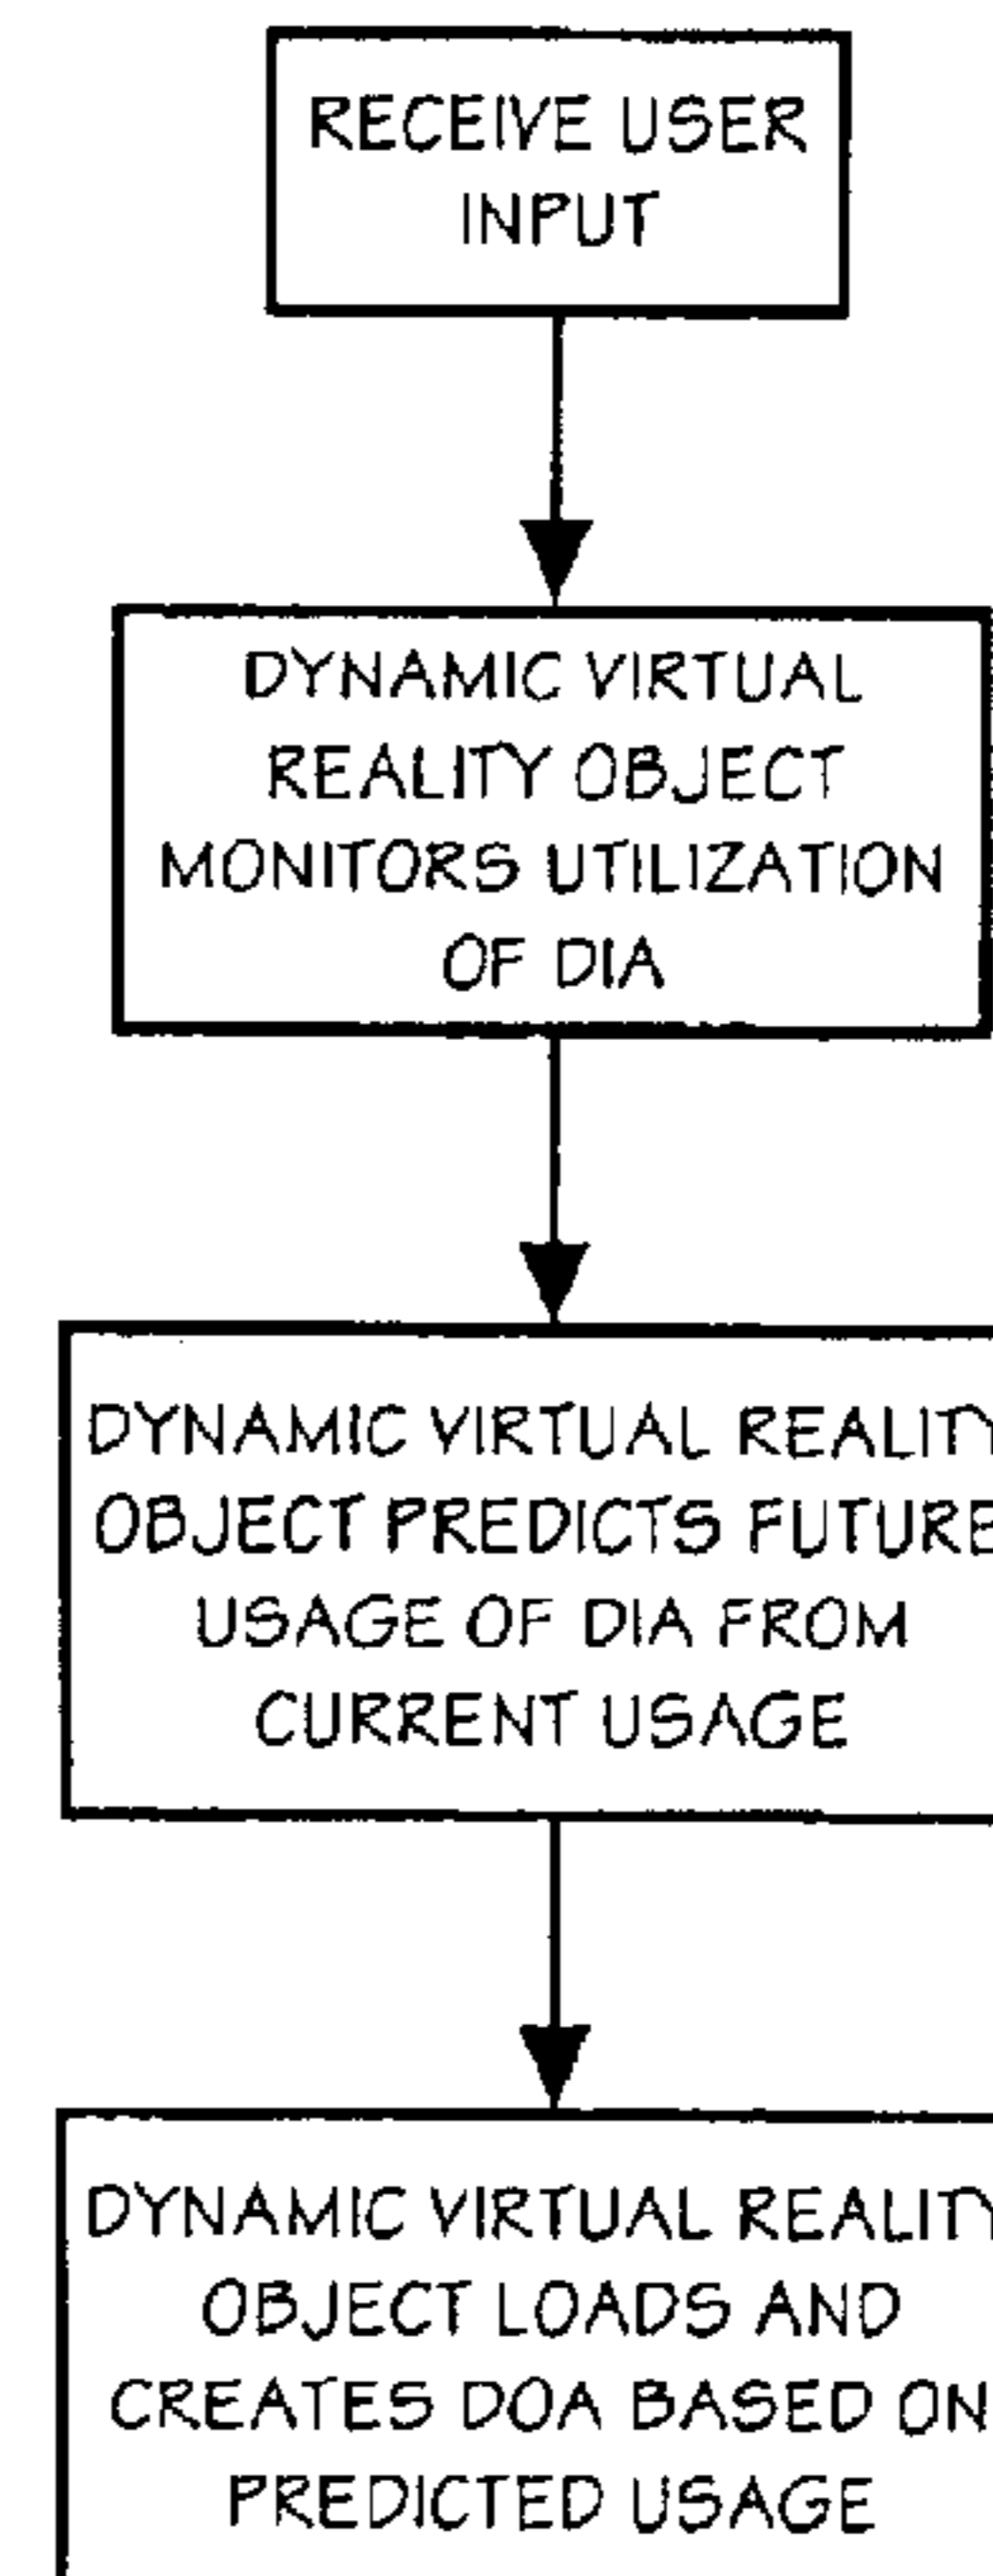 RECEIVE USER
INPUT
DYNAMIC VIRTUAL
REALITY OBJECT
MONITORS UTILIZATION
OF DIA
DYNAMIC VIRTUAL REALITY
OBJECT PREDICTS FUTURE
USAGE OF DIA FROM
CURRENT USAGE
DYNAMIC VIRTUAL REALITY
OBJECT LOADS AND
CREATES DOA BASED ON
PREDICTED USAGE